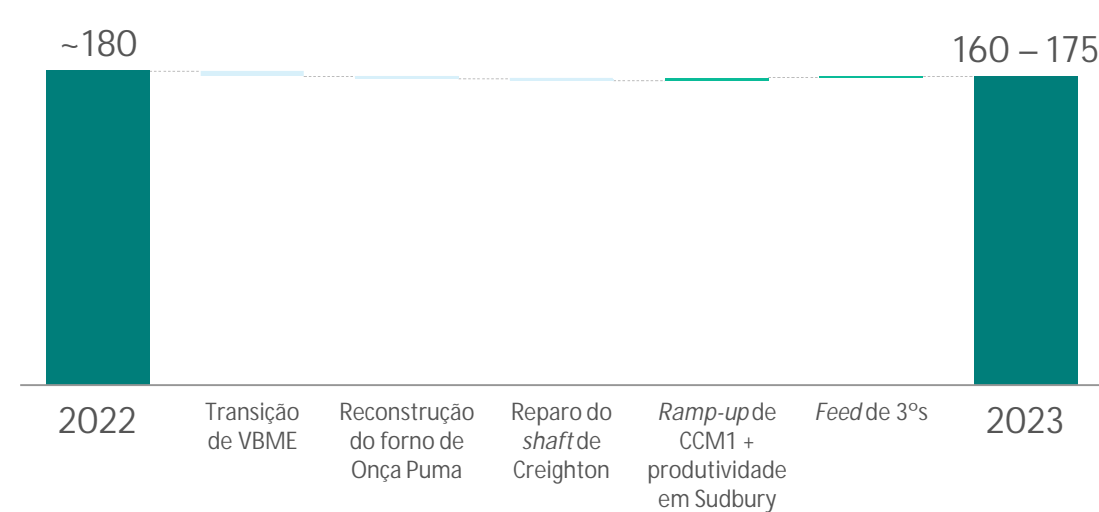 ~180
160 – 175
2022
Transição
de VBME
Reconstrução
do forno de
Onça Puma
Reparo do
shaft de
Creighton
Ramp-up de
CCM1 +
produtividade
em Sudbury
Feed de 3ºs
2023